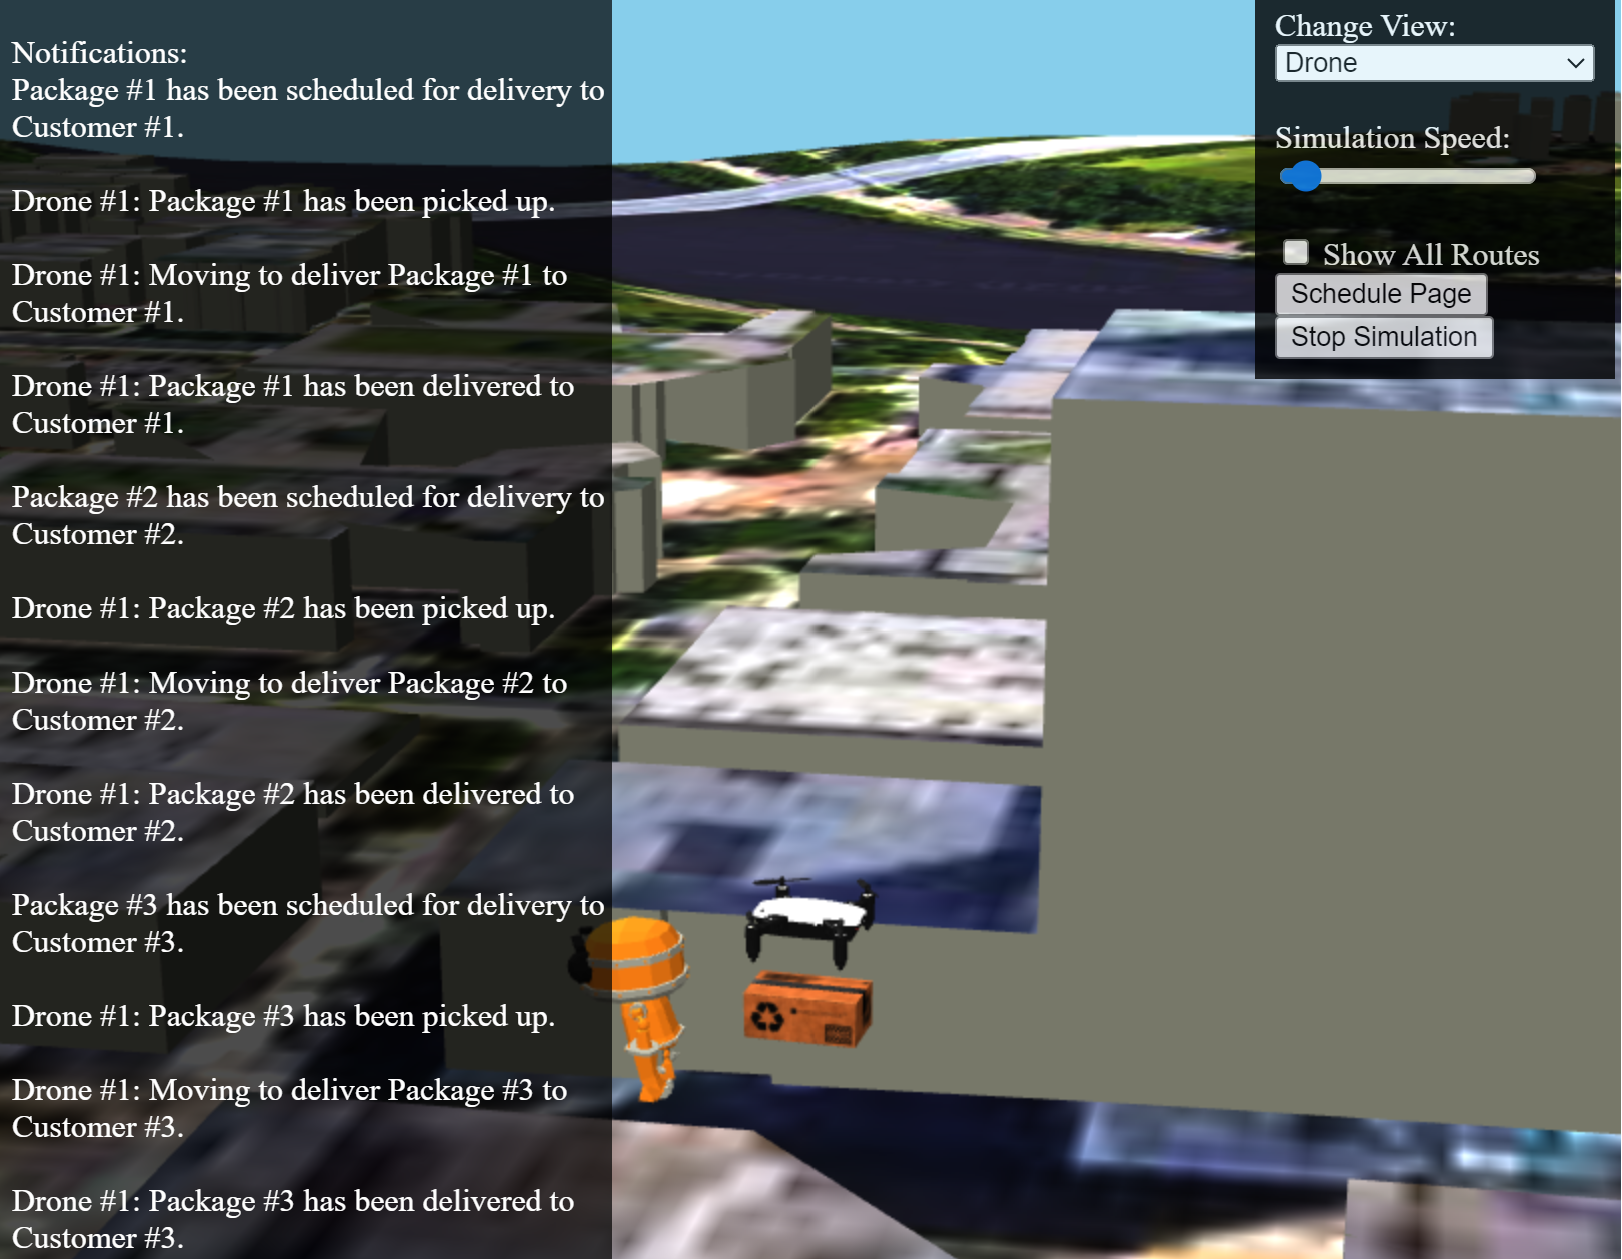 Notifications:
Package #1 has been scheduled for delivery to
Customer #1.
Drone #1: Package #1 has been picked up.
Drone #1: Moving to deliver Package #1 to
Customer #1.
Drone #1: Package #1 has been delivered to
Customer #1.
Package #2 has been scheduled for delivery to
Customer #2.
Drone #1: Package #2 has been picked up.
Drone #1: Moving to deliver Package #2 to
Customer #2.
Drone #1: Package #2 has been delivered to
Customer #2.
Package #3 has been scheduled for delivery to
Customer #3.
Drone #1: Package #3 has been picked up.
Drone #1: Moving to deliver Package #3 to
Customer #3.
Drone #1: Package #3 has been delivered to
Customer #3.
Change View:
Drone
Simulation Speed:
Show All Routes
Schedule Page
Stop Simulation